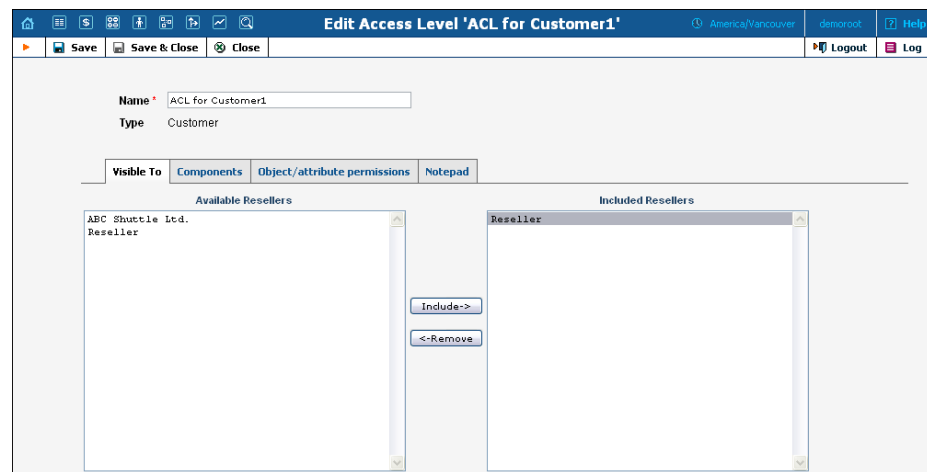 Edit Access Level 'ACL for Customer1'
America/Vancouver
demoroot
? Help
Save
Save & Close
Close
Logout
Log
Name * ACL for Customer1
Type Customer
Visible To
Components
Object/attribute permissions
Notepad
Available Resellers
Included Resellers
ABC Shuttle Ltd.
Reseller
Reseller
Include->
<-Remove